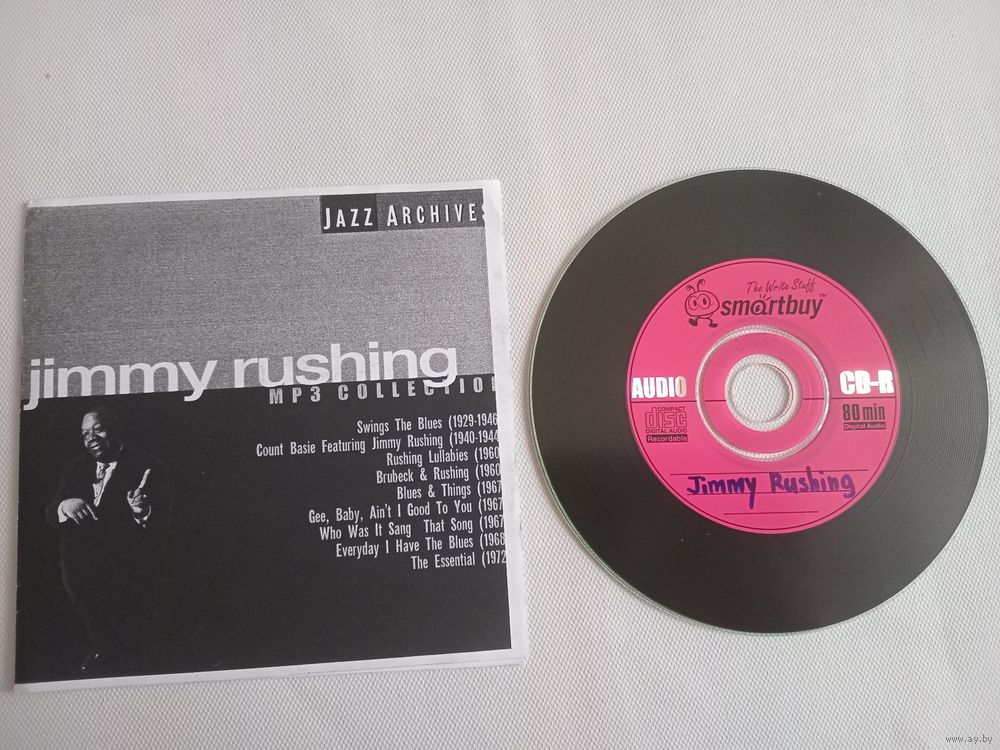 JAZZ ARCHIVES
jimmy rushing
MP3 COLLECTION
Swings The Blues (1929-1946
Count Basie Featuring Jimmy Rushing (1940-1944
Rushing Lullabies (1960
Brubeck & Rushing (1960
Blues & Things (1967
Gee, Baby, Ain't I Good To You (1967
Who Was It Sang That Song (1967
Everyday I Have The Blues (1968
The Essential (1972
The Write Stuff
smartbuy™
AUDIO
CD-R
COMPACT
disc
DIGITAL AUDIO
Recordable
80 min
Digital Audio
Jimmy Rushing
www.ay.by